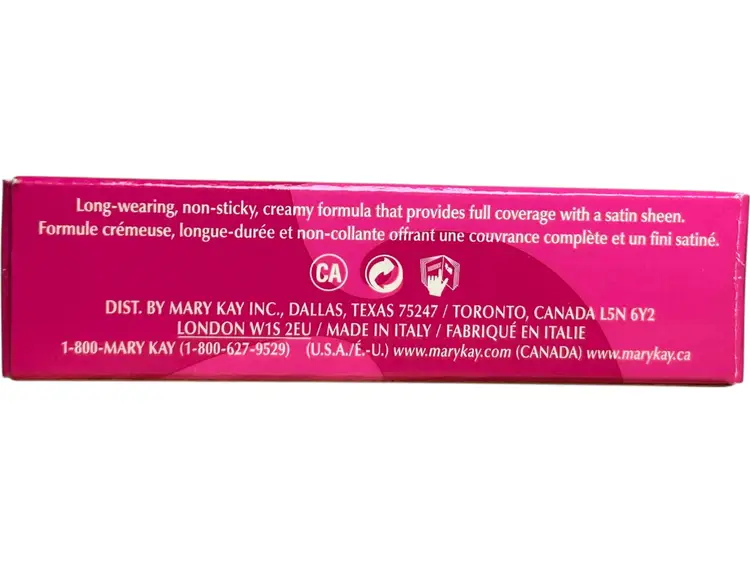 Long-wearing, non-sticky, creamy formula that provides full coverage with a satin sheen.
Formule crémeuse, longue-durée et non-collante offrant une couvrance complète et un fini satiné.
CA
DIST. BY MARY KAY INC., DALLAS, TEXAS 75247 / TORONTO, CANADA L5N 6Y2
LONDON W1S 2EU / MADE IN ITALY / FABRIQUÉ EN ITALIE
1-800-MARY KAY (1-800-627-9529) (U.S.A./É.-U.) www.marykay.com (CANADA) www.marykay.ca